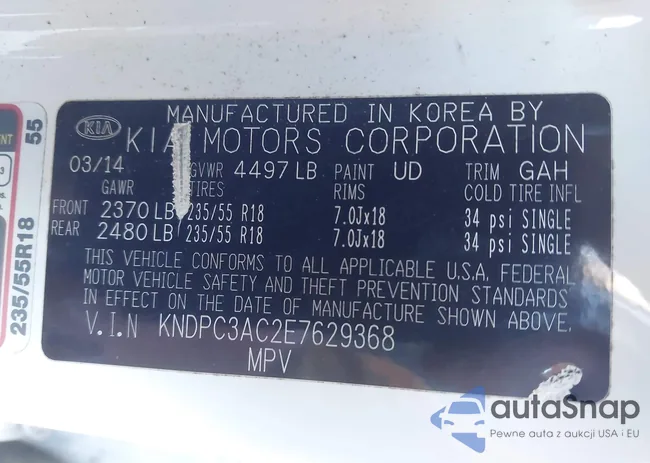 MANUFACTURED IN KOREA BY
KIA KIA MOTORS CORPORATION
03/14 GVWR 4497 LB PAINT UD TRIM GAH
GAWR TIRES RIMS COLD TIRE INFL
FRONT 2370 LB 235/55 R18 7.0Jx18 34 psi SINGLE
REAR 2480 LB 235/55 R18 7.0Jx18 34 psi SINGLE
THIS VEHICLE CONFORMS TO ALL APPLICABLE U.S.A. FEDERAL
MOTOR VEHICLE SAFETY AND THEFT PREVENTION STANDARDS
IN EFFECT ON THE DATE OF MANUFACTURE SHOWN ABOVE.
V.I.N KNDPC3AC2E7629368
MPV
235/55R18 55
autaSnap
Pewne auta z aukcji USA i EU